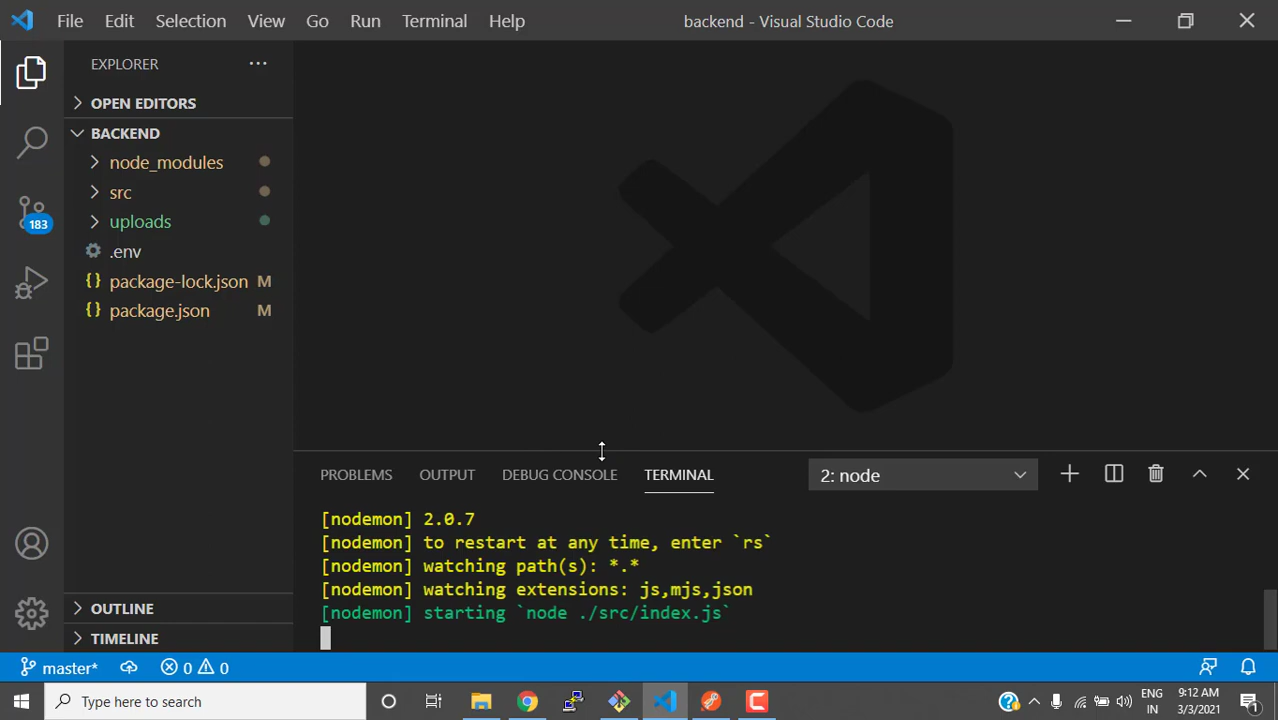 File Edit Selection View Go Run Terminal Help backend - Visual Studio Code
EXPLORER
OPEN EDITORS
BACKEND
node_modules
src
uploads
.env
package-lock.json M
package.json M
183
OUTLINE
TIMELINE
PROBLEMS OUTPUT DEBUG CONSOLE TERMINAL 2: node
[nodemon] 2.0.7
[nodemon] to restart at any time, enter `rs`
[nodemon] watching path(s): *.*
[nodemon] watching extensions: js,mjs,json
[nodemon] starting `node ./src/index.js`
master* 0 0
Type here to search
ENG
IN
9:12 AM
3/3/2021
1